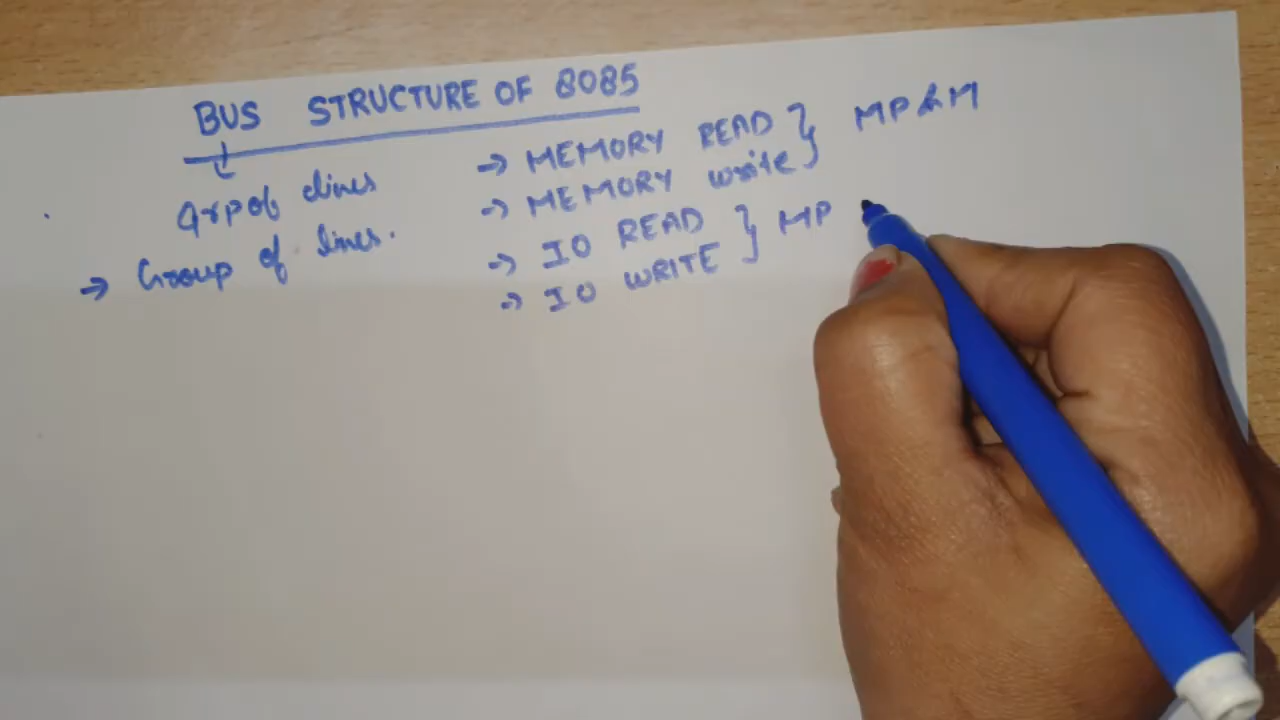 BUS STRUCTURE OF 8085
Grp of lines
→ Group of lines.
→ MEMORY READ
→ MEMORY write } MP & M
→ IO READ
→ IO WRITE } MP